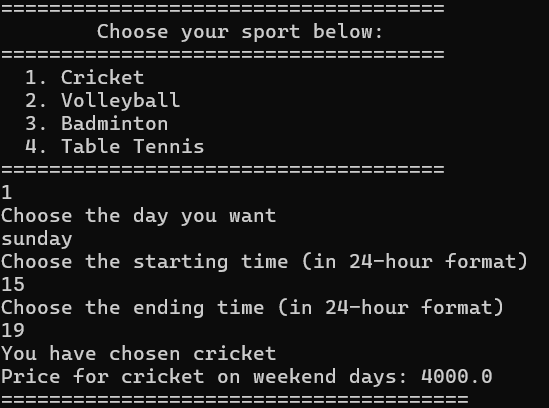 =====================================
        Choose your sport below:
=====================================
  1. Cricket
  2. Volleyball
  3. Badminton
  4. Table Tennis
=====================================
1
Choose the day you want
sunday
Choose the starting time (in 24-hour format)
15
Choose the ending time (in 24-hour format)
19
You have chosen cricket
Price for cricket on weekend days: 4000.0
=======================================